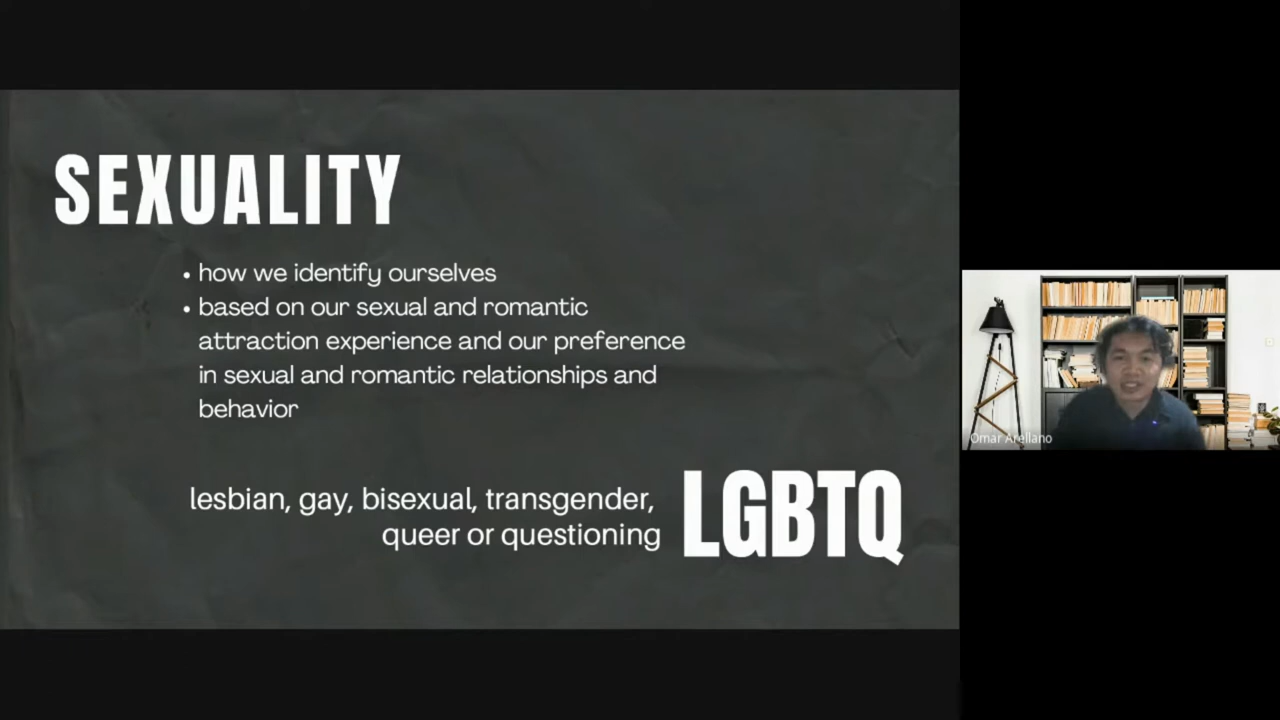 SEXUALITY
• how we identify ourselves
• based on our sexual and romantic
attraction experience and our preference
in sexual and romantic relationships and
behavior
lesbian, gay, bisexual, transgender,
queer or questioning
LGBTQ
Omar Arellano